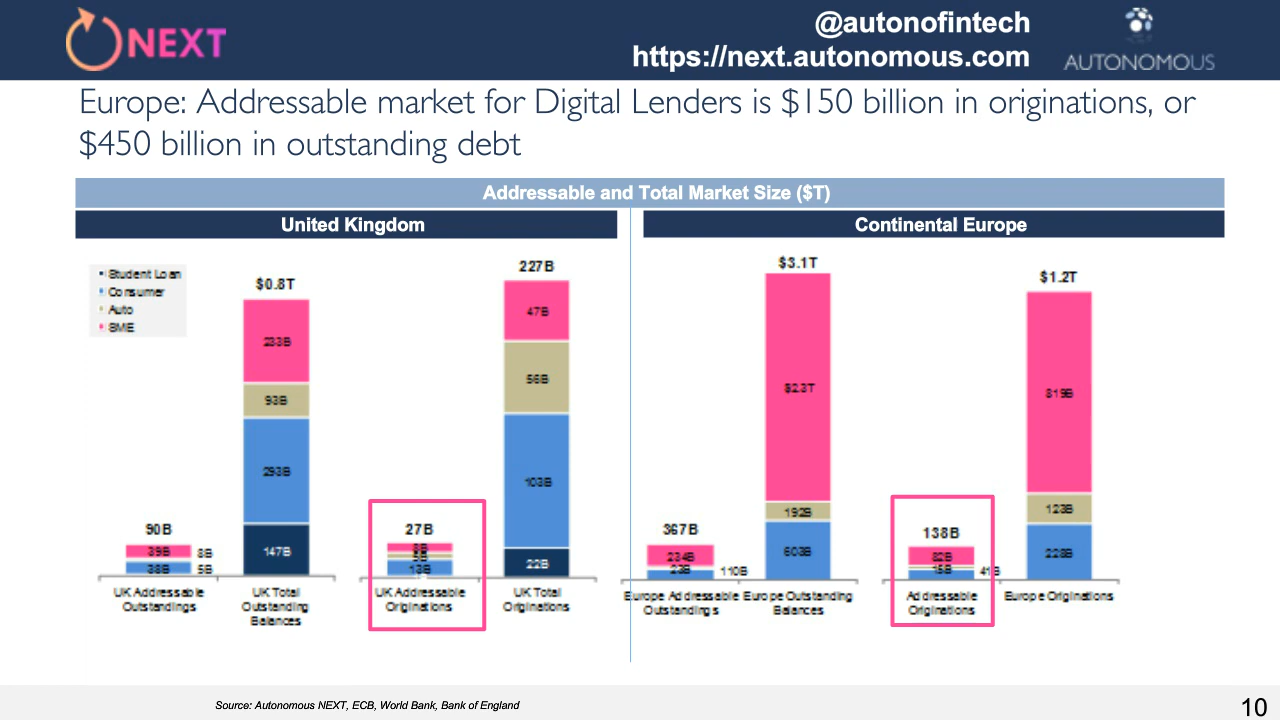 NEXT
@autonofintech
https://next.autonomous.com
AUTONOMOUS
Europe: Addressable market for Digital Lenders is $150 billion in originations, or
$450 billion in outstanding debt
Addressable and Total Market Size ($T)
United Kingdom
Student Loan
Consumer
Auto
SME
90B
39B
8B
38B
5B
UK Addressable
Outstandings
$0.8T
233B
93B
293B
147B
UK Total
Outstanding
Balances
27B
8B
5B
13B
UK Addressable
Originations
227B
47B
56B
103B
22B
UK Total
Originations
Continental Europe
367B
234B
23B
110B
Europe Addressable
Outstandings
$3.1T
$2.3T
192B
603B
Europe Outstanding
Balances
138B
82B
15B
41B
Addressable
Originations
$1.2T
819B
123B
228B
Europe Originations
Source: Autonomous NEXT, ECB, World Bank, Bank of England
10